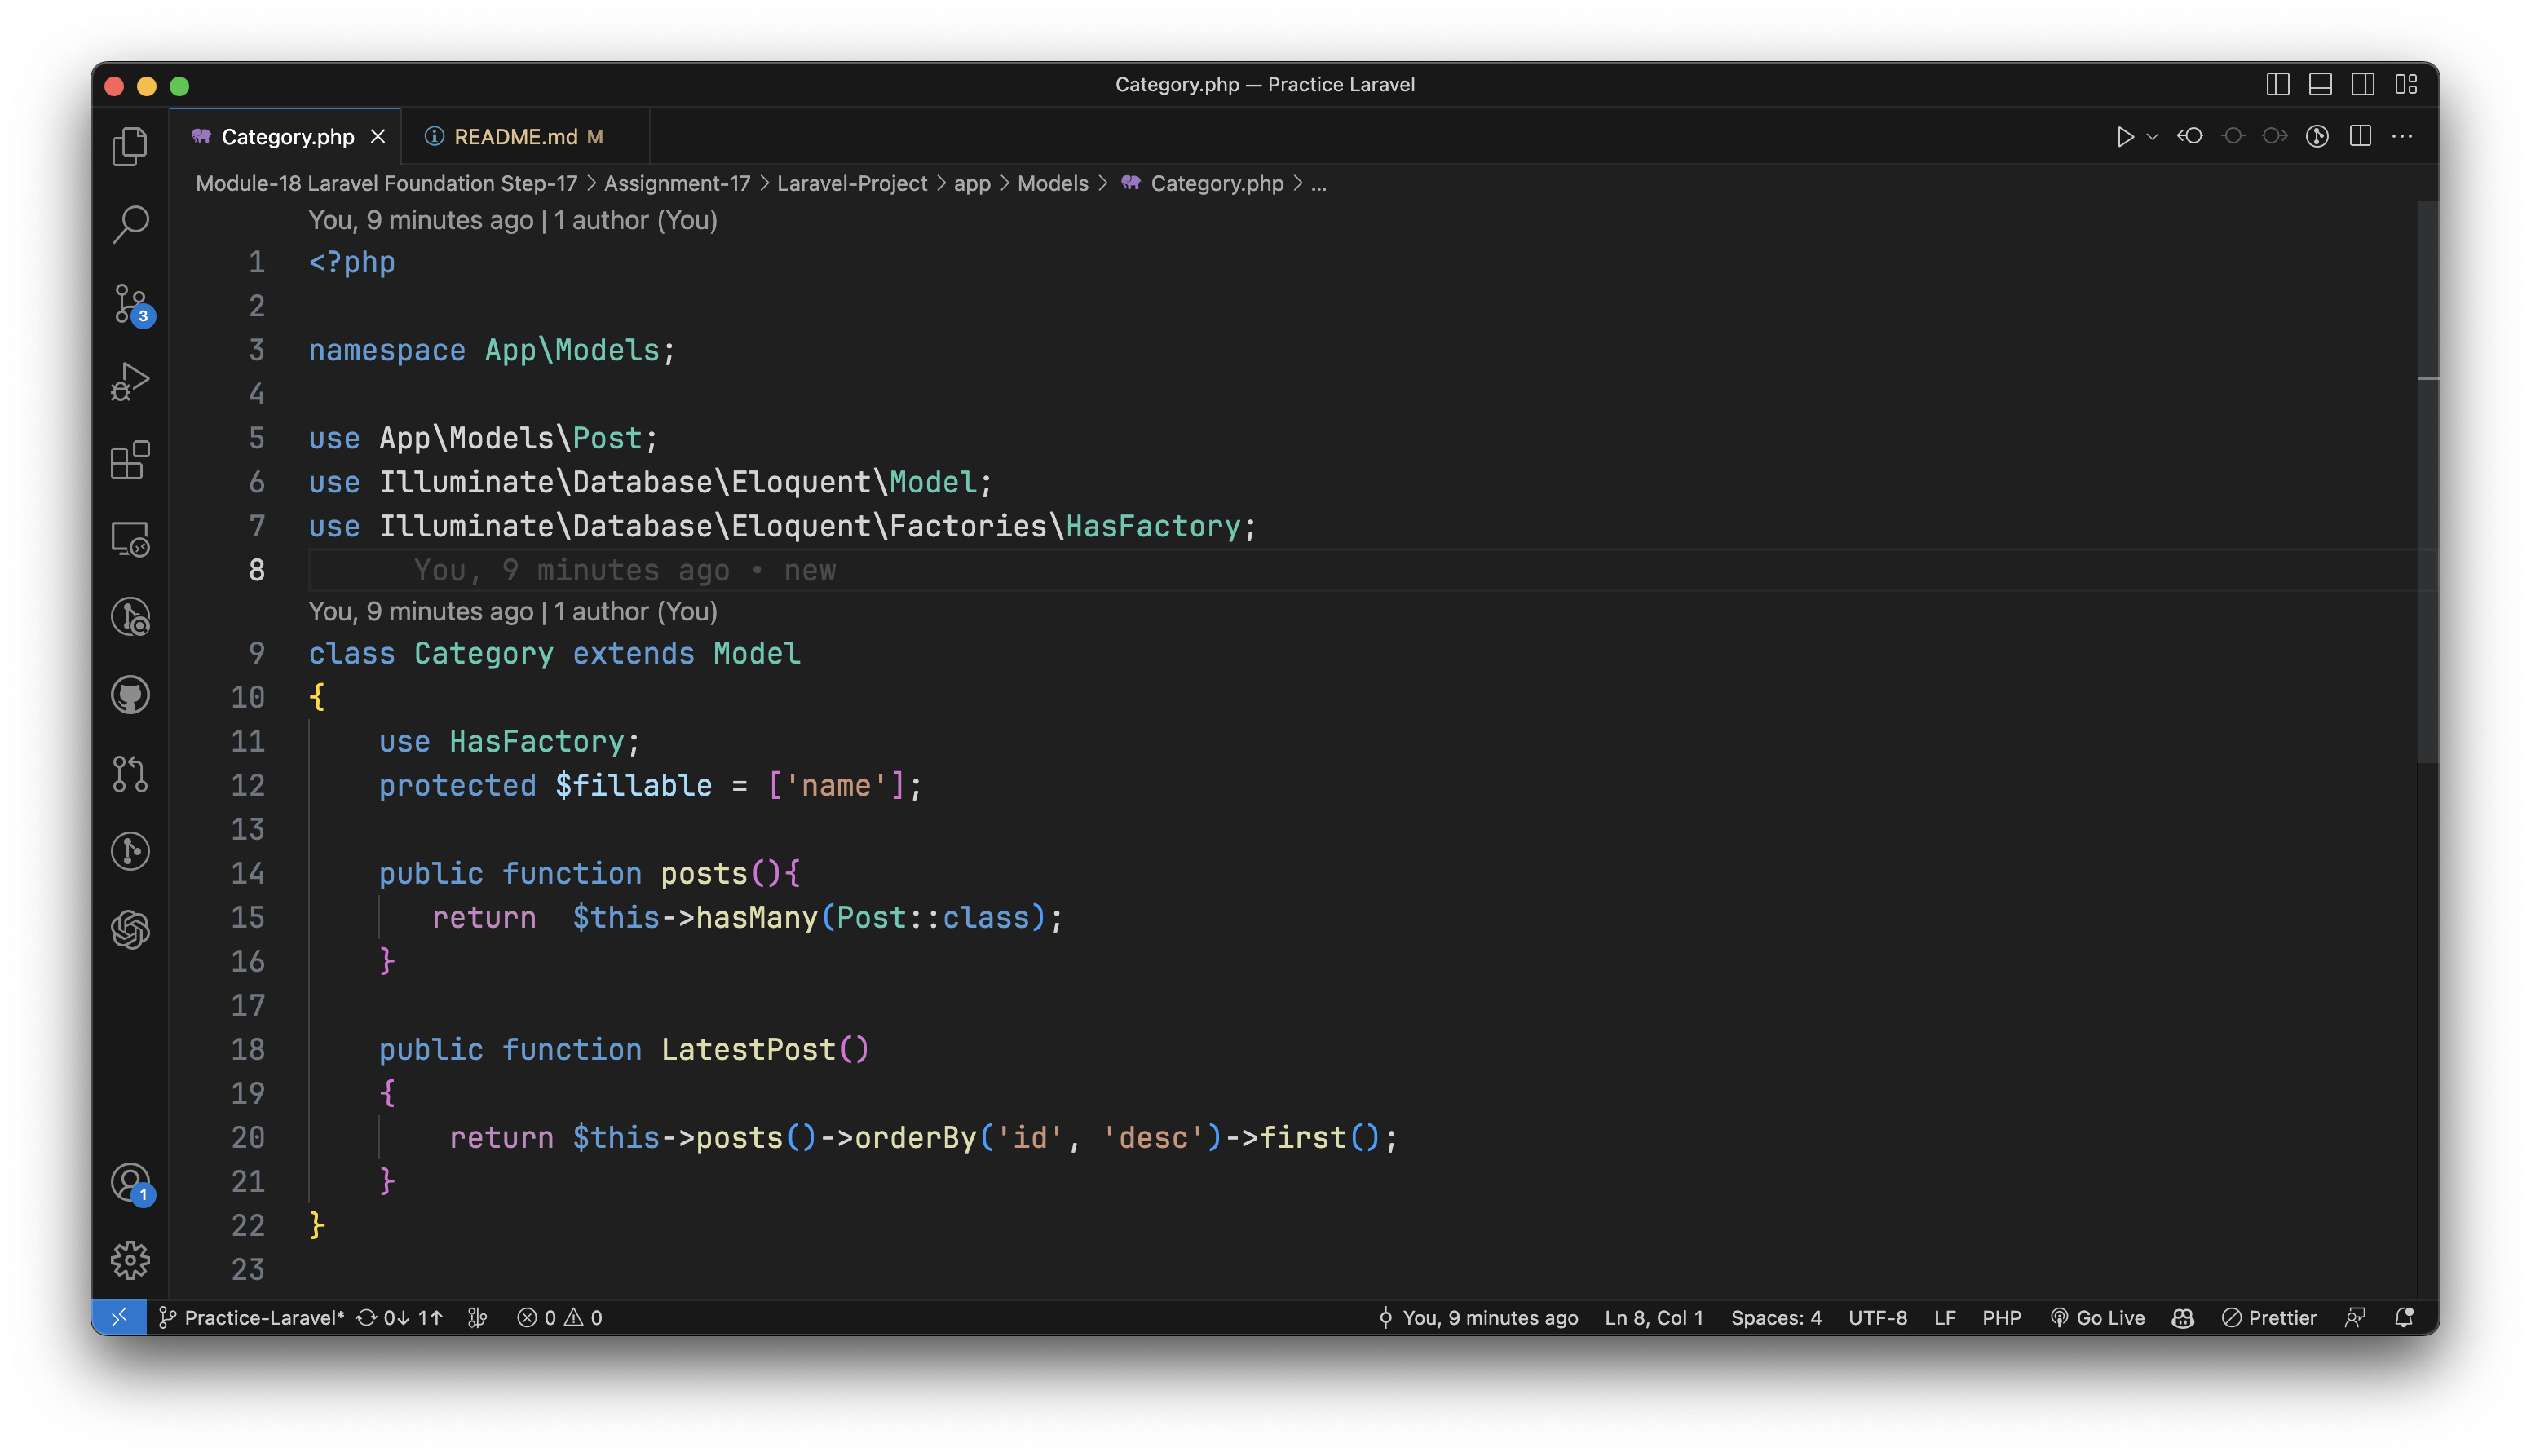 Category.php — Practice Laravel
Category.php
README.md M
Module-18 Laravel Foundation Step-17 > Assignment-17 > Laravel-Project > app > Models > Category.php > ...
You, 9 minutes ago | 1 author (You)
1 <?php
2
3 namespace App\Models;
4
5 use App\Models\Post;
6 use Illuminate\Database\Eloquent\Model;
7 use Illuminate\Database\Eloquent\Factories\HasFactory;
8 You, 9 minutes ago • new
You, 9 minutes ago | 1 author (You)
9 class Category extends Model
10 {
11 use HasFactory;
12 protected $fillable = ['name'];
13
14 public function posts(){
15 return  $this->hasMany(Post::class);
16 }
17
18 public function LatestPost()
19 {
20 return $this->posts()->orderBy('id', 'desc')->first();
21 }
22 }
23
3
1
Practice-Laravel* 0↓ 1↑ 0 0 You, 9 minutes ago Ln 8, Col 1 Spaces: 4 UTF-8 LF PHP Go Live Prettier